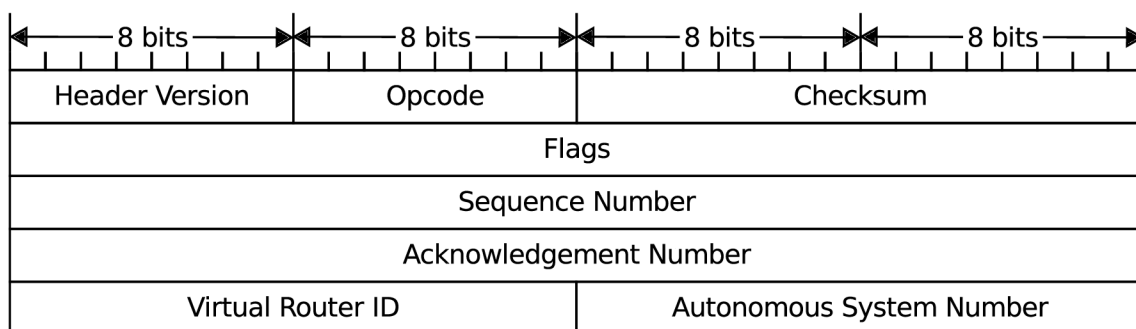 8 bits 8 bits 8 bits 8 bits
Header Version Opcode Checksum
Flags
Sequence Number
Acknowledgement Number
Virtual Router ID Autonomous System Number